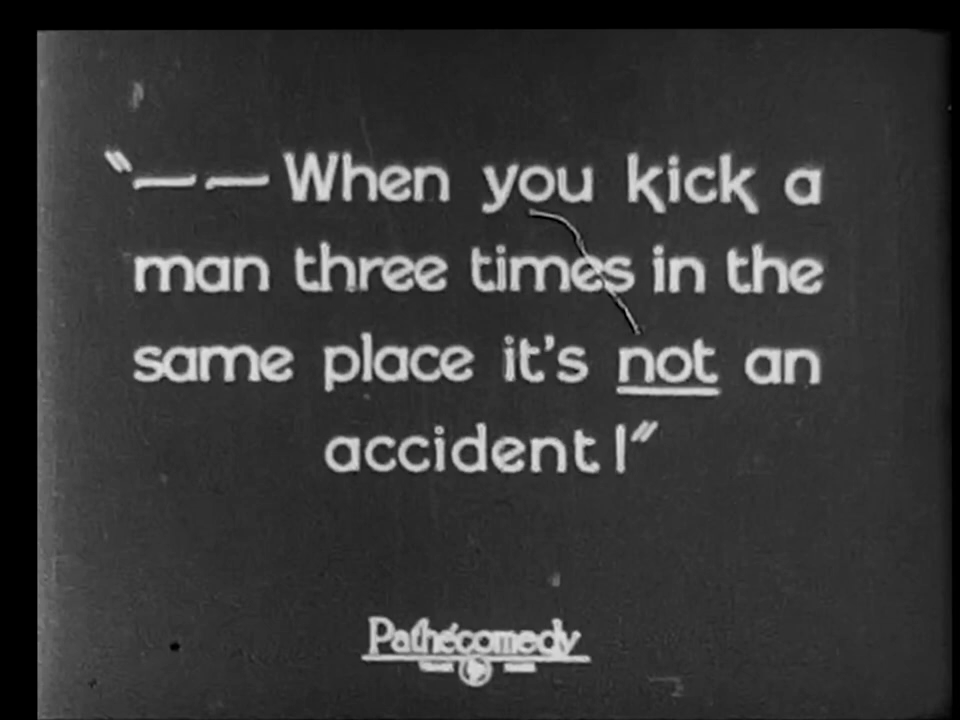 "—— When you kick a
man three times in the
same place it's not an
accident!"
Pathécomedy